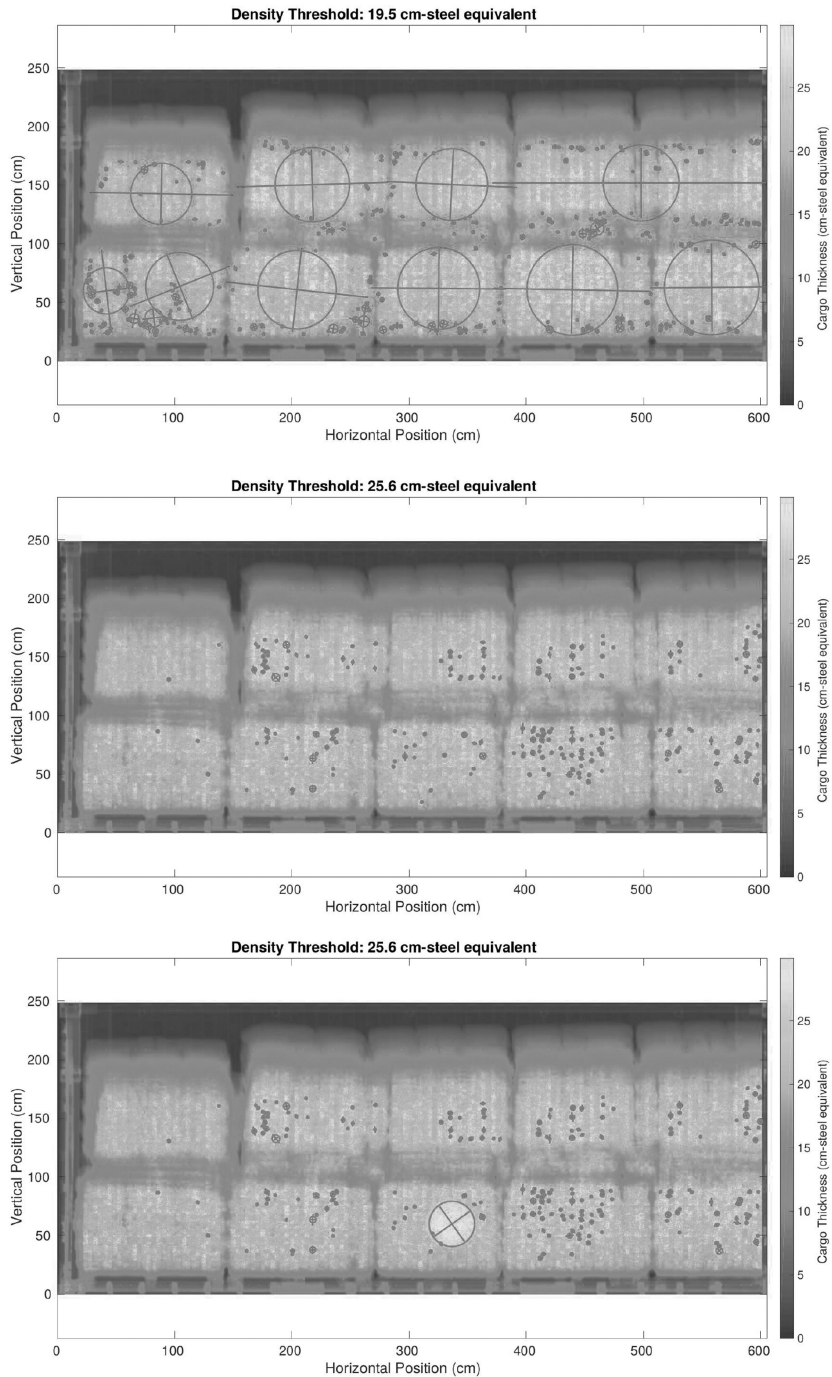 Density Threshold: 19.5 cm-steel equivalent
250
200
150
100
50
0
Vertical Position (cm)
0 100 200 300 400 500 600
Horizontal Position (cm)
25
20
15
10
5
0
Cargo Thickness (cm-steel equivalent)
Density Threshold: 25.6 cm-steel equivalent
250
200
150
100
50
0
Vertical Position (cm)
0 100 200 300 400 500 600
Horizontal Position (cm)
25
20
15
10
5
0
Cargo Thickness (cm-steel equivalent)
Density Threshold: 25.6 cm-steel equivalent
250
200
150
100
50
0
Vertical Position (cm)
0 100 200 300 400 500 600
Horizontal Position (cm)
25
20
15
10
5
0
Cargo Thickness (cm-steel equivalent)